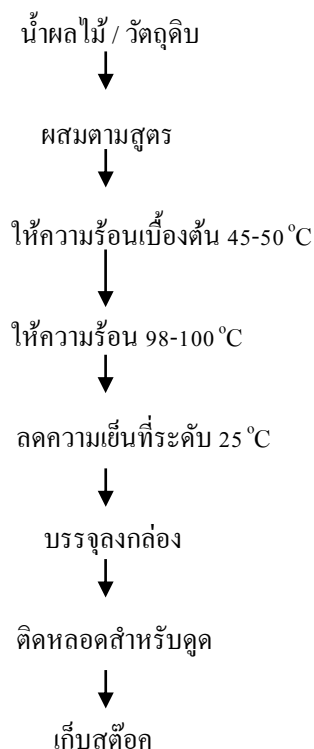 น้ำผลไม้ / วัตถุดิบ
ผสมตามสูตร
ให้ความร้อนเบื้องต้น 45-50 °C
ให้ความร้อน 98-100 °C
ลดความเย็นที่ระดับ 25 °C
บรรจุลงกล่อง
ติดหลอดสำหรับดูด
เก็บสต๊อค